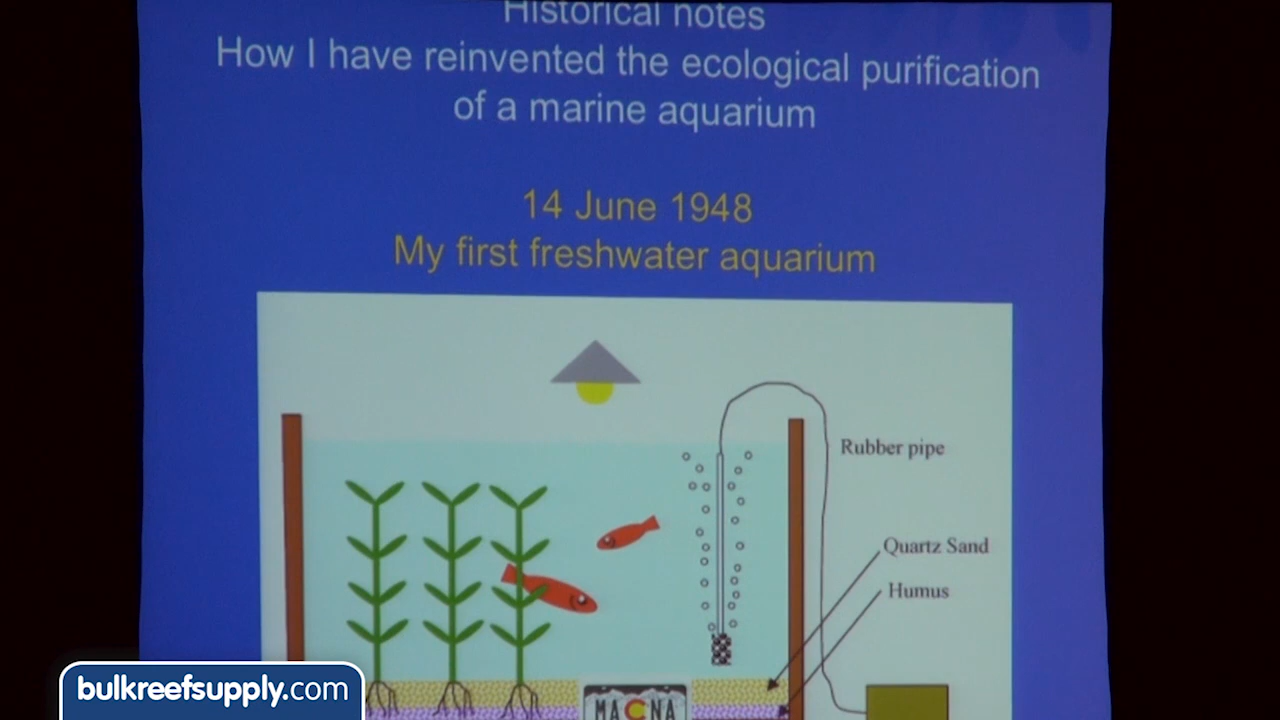 Historical notes
How I have reinvented the ecological purification
of a marine aquarium
14 June 1948
My first freshwater aquarium
Rubber pipe
Quartz Sand
Humus
bulkreefsupply.com
MACNA